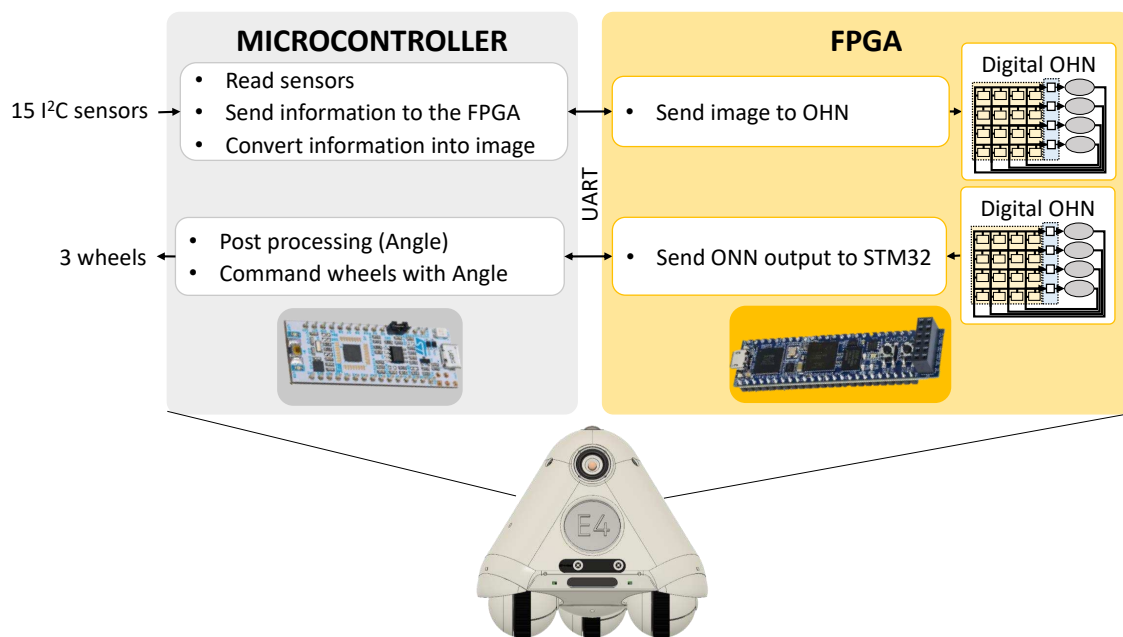 MICROCONTROLLER
FPGA
15 I²C sensors
• Read sensors
• Send information to the FPGA
• Convert information into image
• Send image to OHN
Digital OHN
UART
3 wheels
• Post processing (Angle)
• Command wheels with Angle
• Send ONN output to STM32
Digital OHN
E4